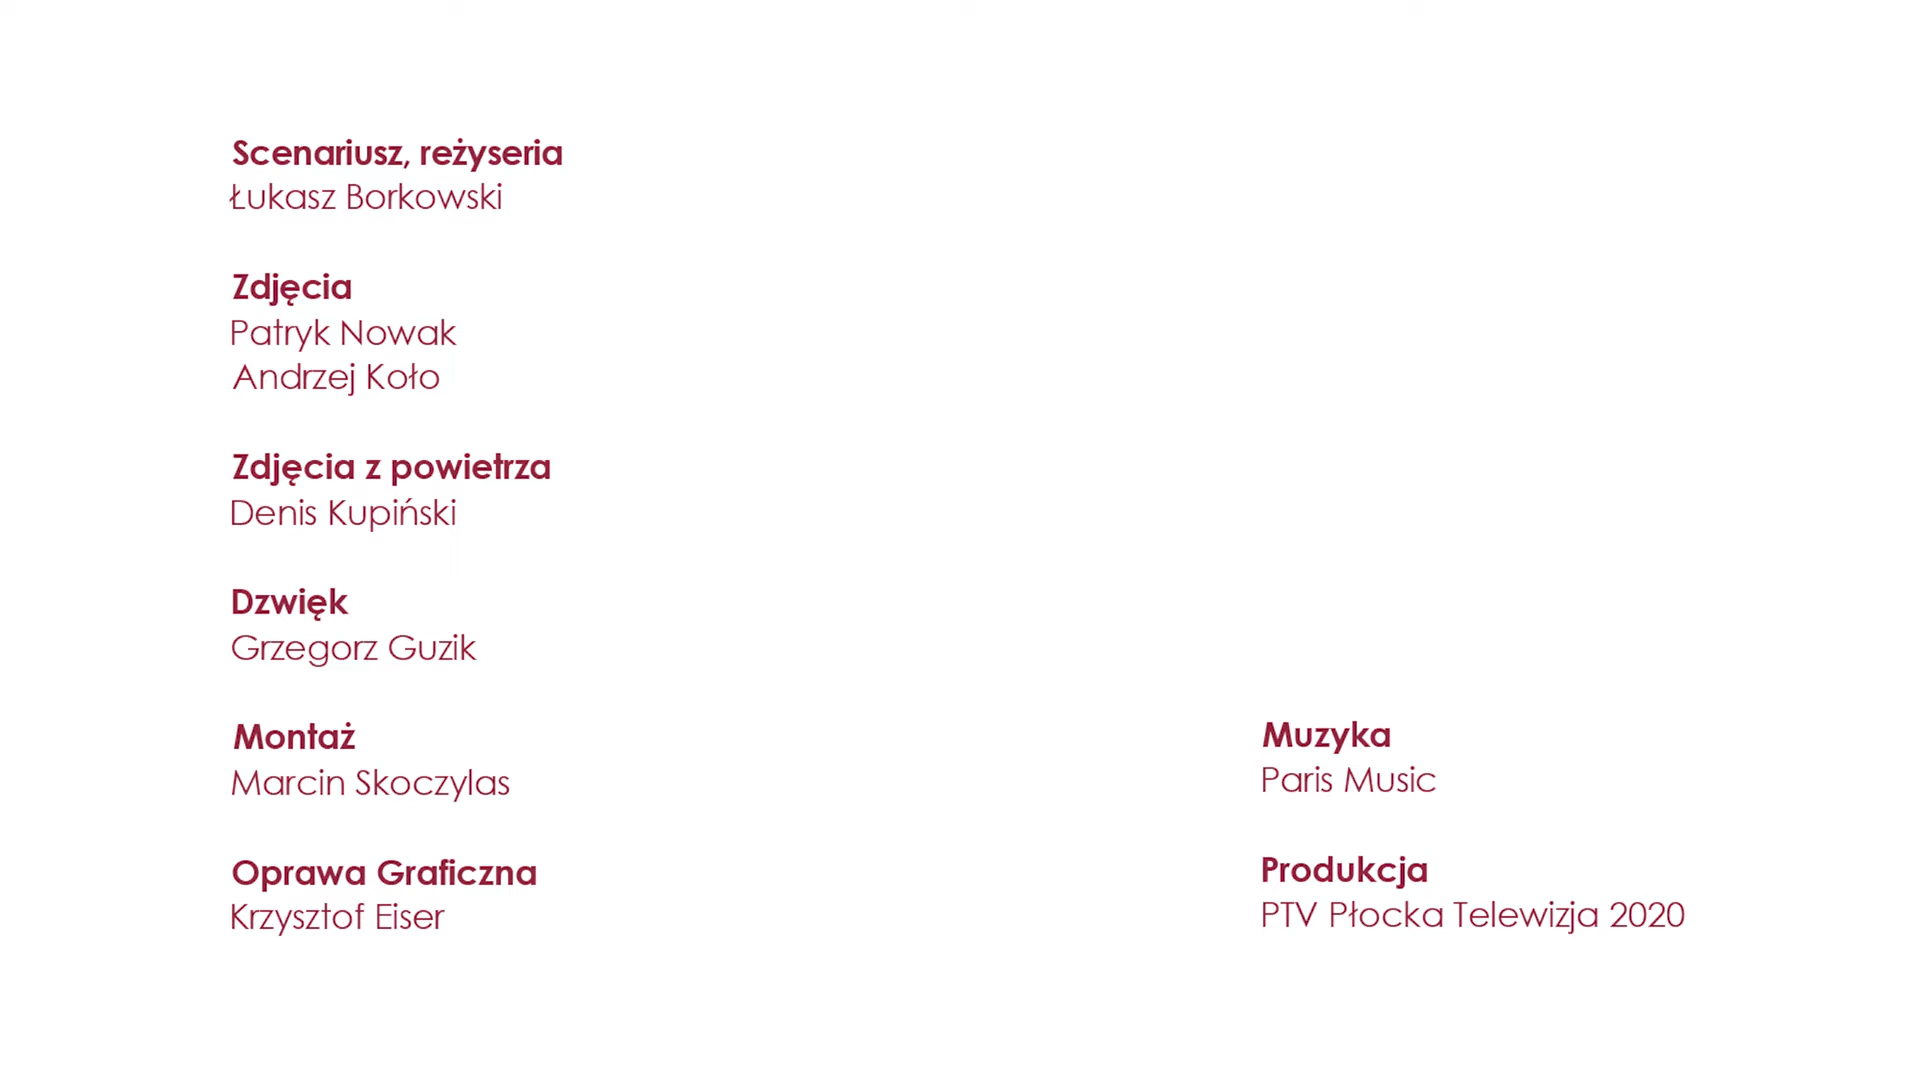 Scenariusz, reżyseria
Łukasz Borkowski
Zdjęcia
Patryk Nowak
Andrzej Koło
Zdjęcia z powietrza
Denis Kupiński
Dzwięk
Grzegorz Guzik
Montaż
Marcin Skoczylas
Oprawa Graficzna
Krzysztof Eiser
Muzyka
Paris Music
Produkcja
PTV Płocka Telewizja 2020